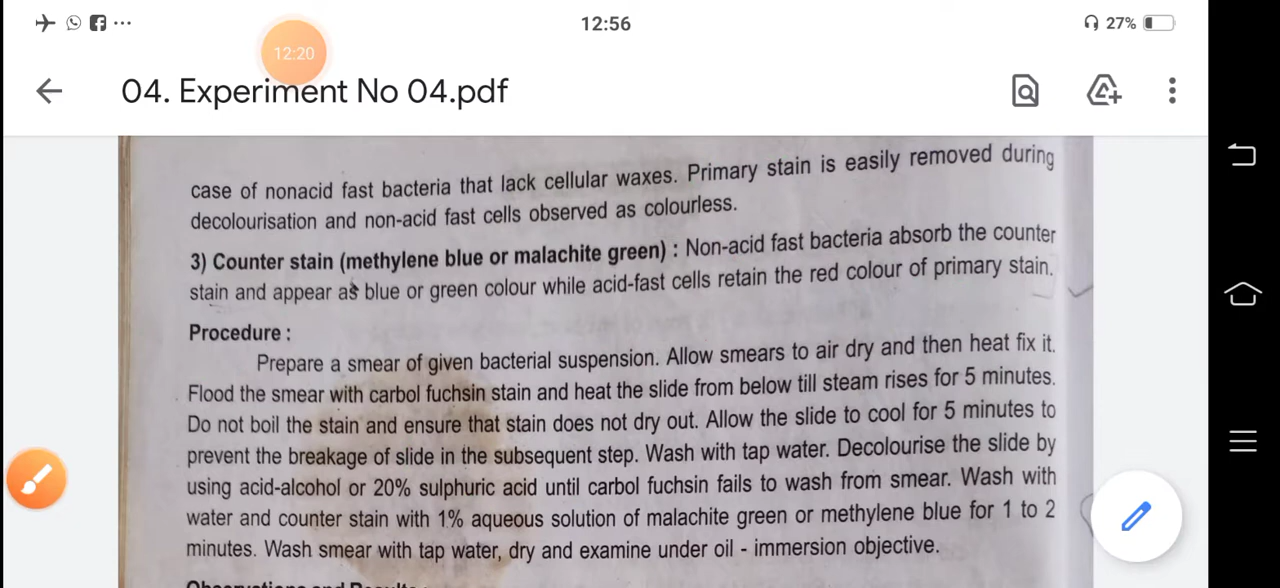 12:56
27%
12:20
04. Experiment No 04.pdf
case of nonacid fast bacteria that lack cellular waxes. Primary stain is easily removed during
decolourisation and non-acid fast cells observed as colourless.
3) Counter stain (methylene blue or malachite green) : Non-acid fast bacteria absorb the counter
stain and appear as blue or green colour while acid-fast cells retain the red colour of primary stain.
Procedure :
Prepare a smear of given bacterial suspension. Allow smears to air dry and then heat fix it.
Flood the smear with carbol fuchsin stain and heat the slide from below till steam rises for 5 minutes.
Do not boil the stain and ensure that stain does not dry out. Allow the slide to cool for 5 minutes to
prevent the breakage of slide in the subsequent step. Wash with tap water. Decolourise the slide by
using acid-alcohol or 20% sulphuric acid until carbol fuchsin fails to wash from smear. Wash with
water and counter stain with 1% aqueous solution of malachite green or methylene blue for 1 to 2
minutes. Wash smear with tap water, dry and examine under oil - immersion objective.
Observations and Results :